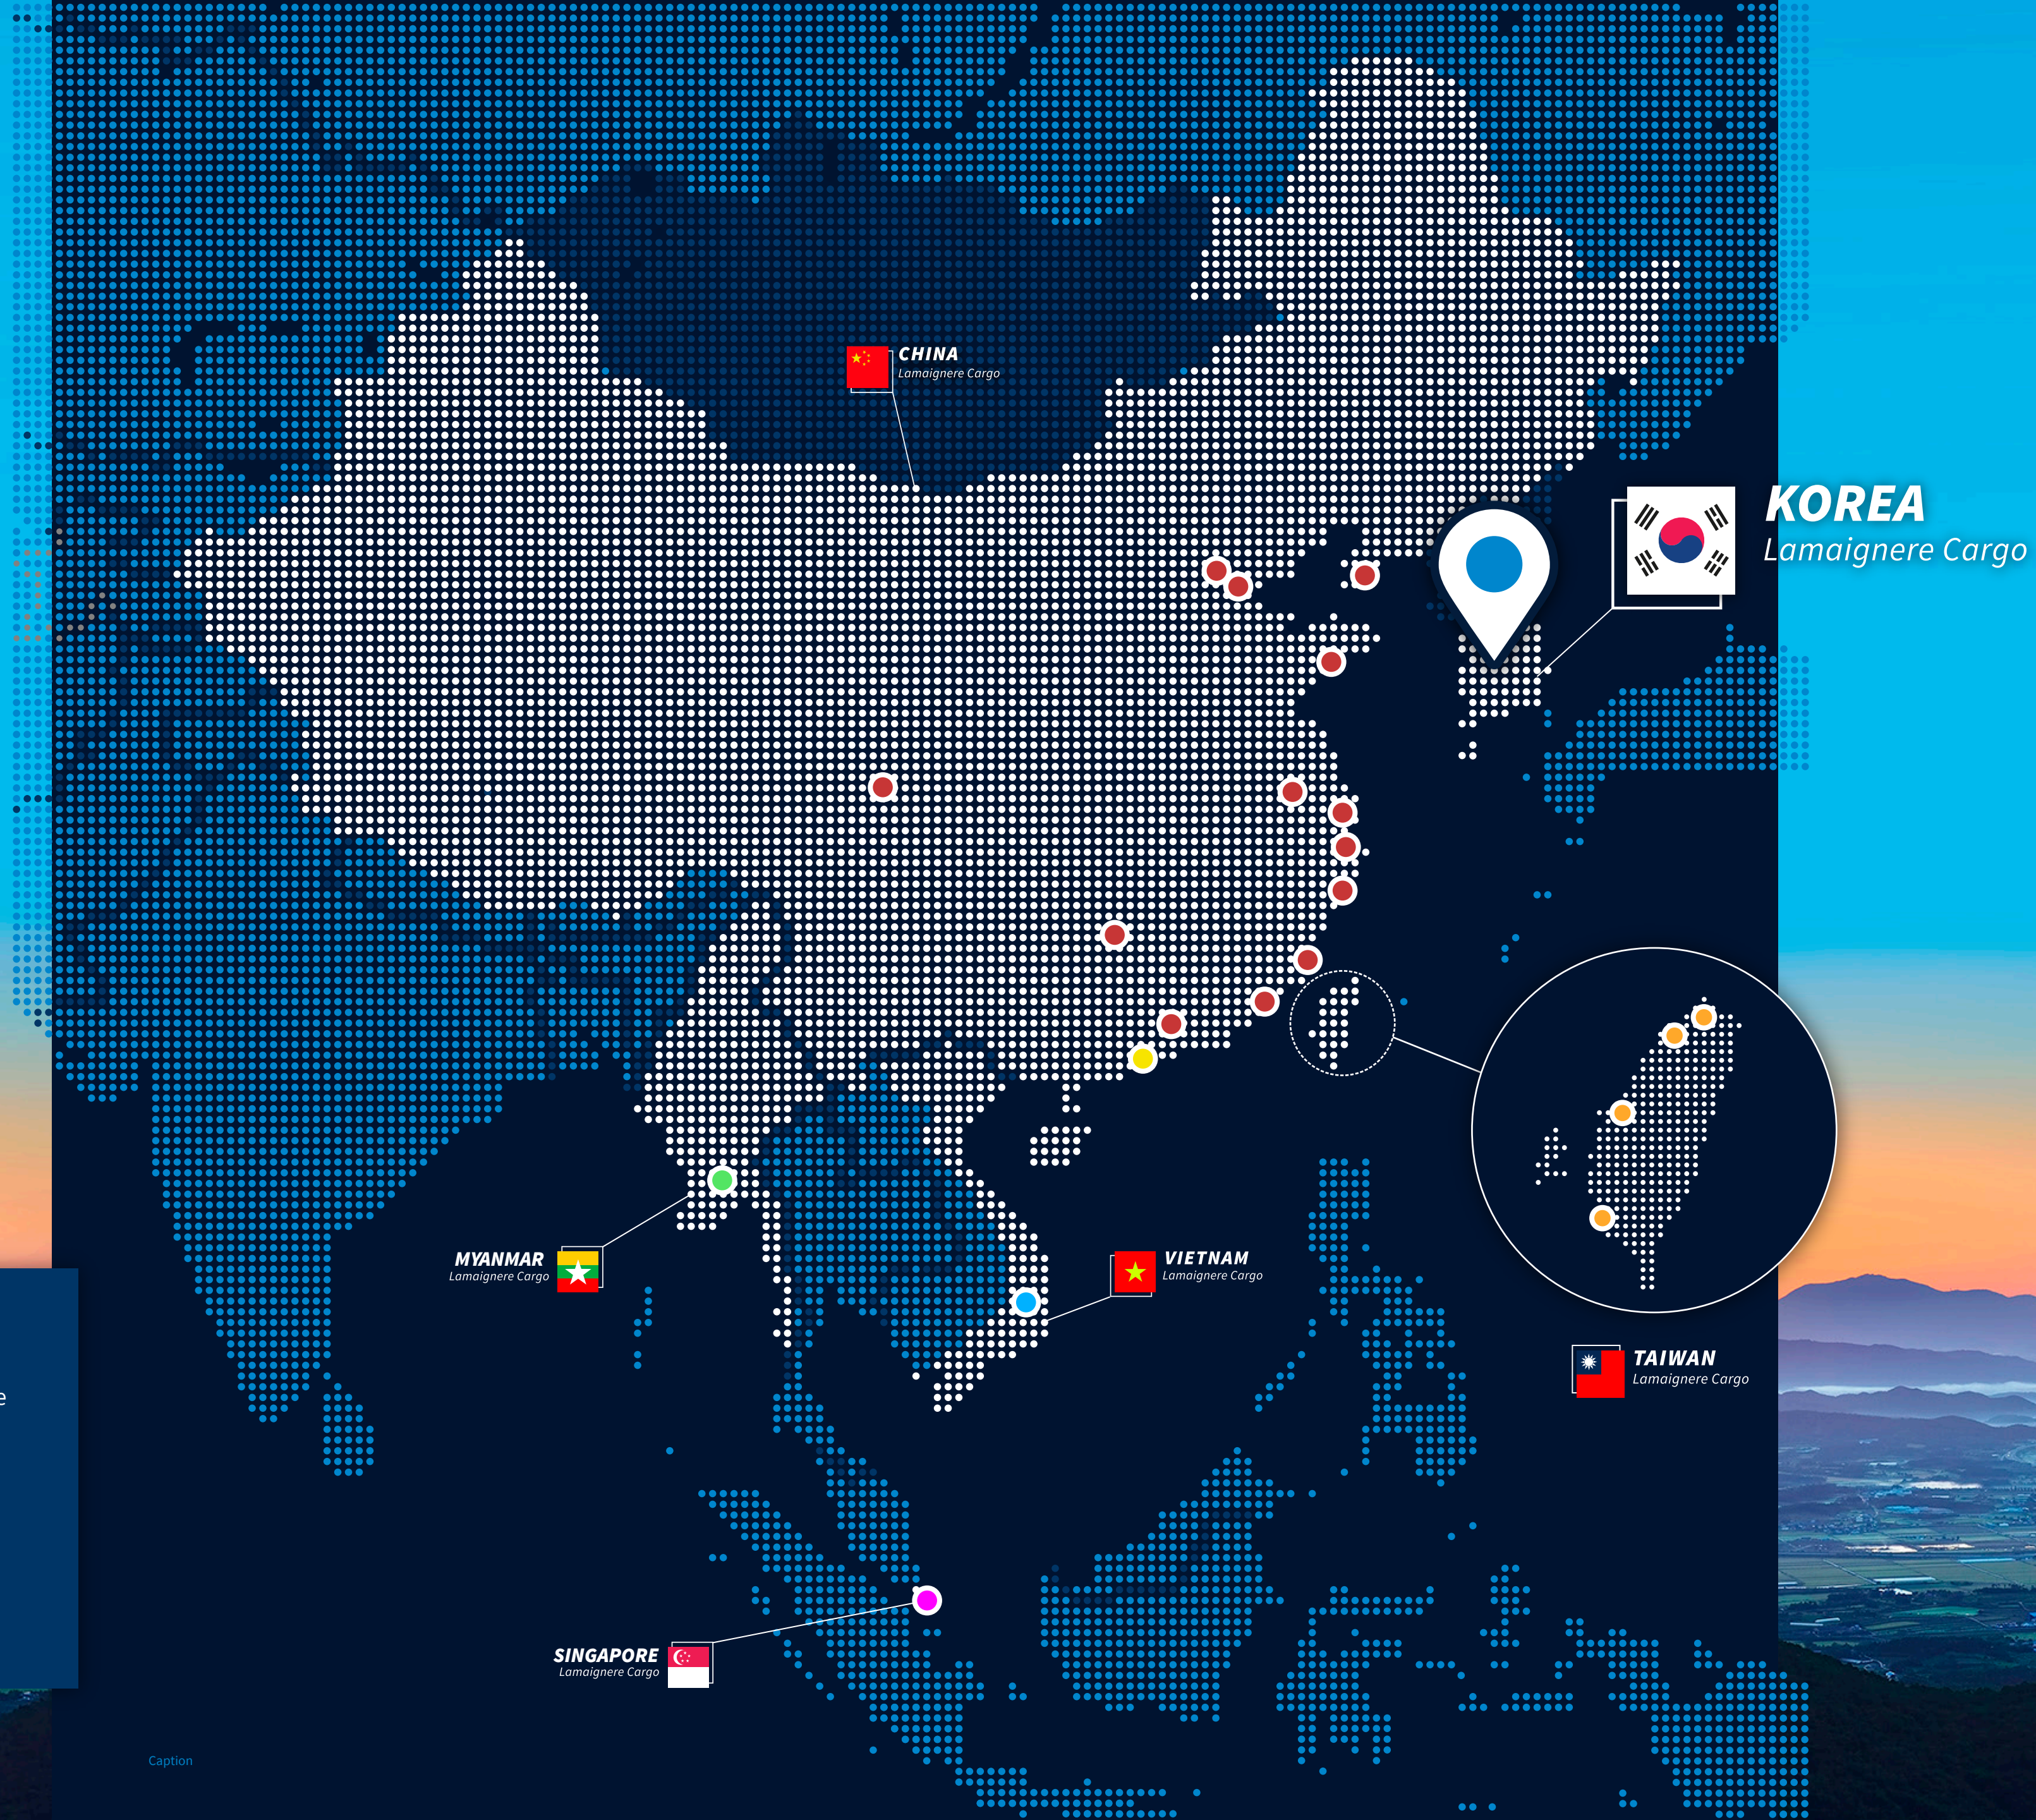 CHINA
Lamaignere Cargo
KOREA
Lamaignere Cargo
MYANMAR
Lamaignere Cargo
VIETNAM
Lamaignere Cargo
TAIWAN
Lamaignere Cargo
e
SINGAPORE
Lamaignere Cargo
Caption